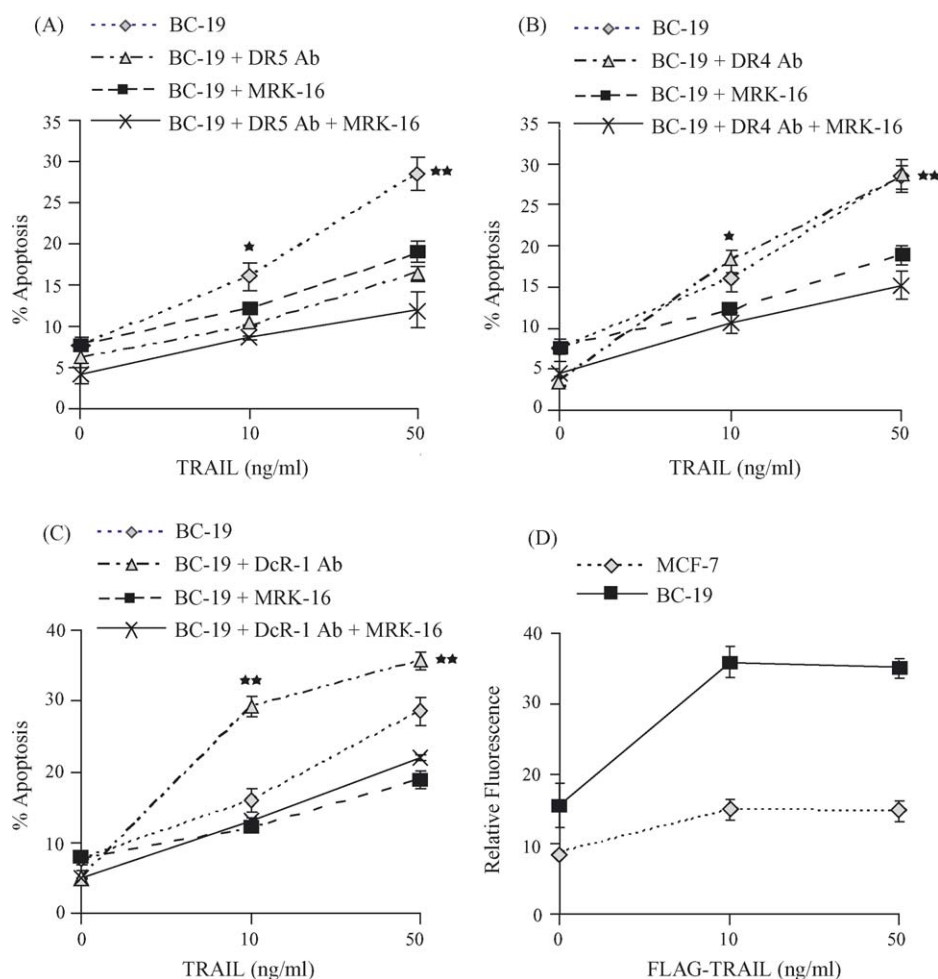 (A)
BC-19
BC-19 + DR5 Ab
BC-19 + MRK-16
BC-19 + DR5 Ab + MRK-16
% Apoptosis
35
30
25
20
15
10
5
0
0 10 50
TRAIL (ng/ml)
(B)
BC-19
BC-19 + DR4 Ab
BC-19 + MRK-16
BC-19 + DR4 Ab + MRK-16
% Apoptosis
35
30
25
20
15
10
5
0
0 10 50
TRAIL (ng/ml)
(C)
BC-19
BC-19 + DcR-1 Ab
BC-19 + MRK-16
BC-19 + DcR-1 Ab + MRK-16
% Apoptosis
40
30
20
10
0
0 10 50
TRAIL (ng/ml)
(D)
MCF-7
BC-19
Relative Fluorescence
40
30
20
10
0
0 10 50
FLAG-TRAIL (ng/ml)